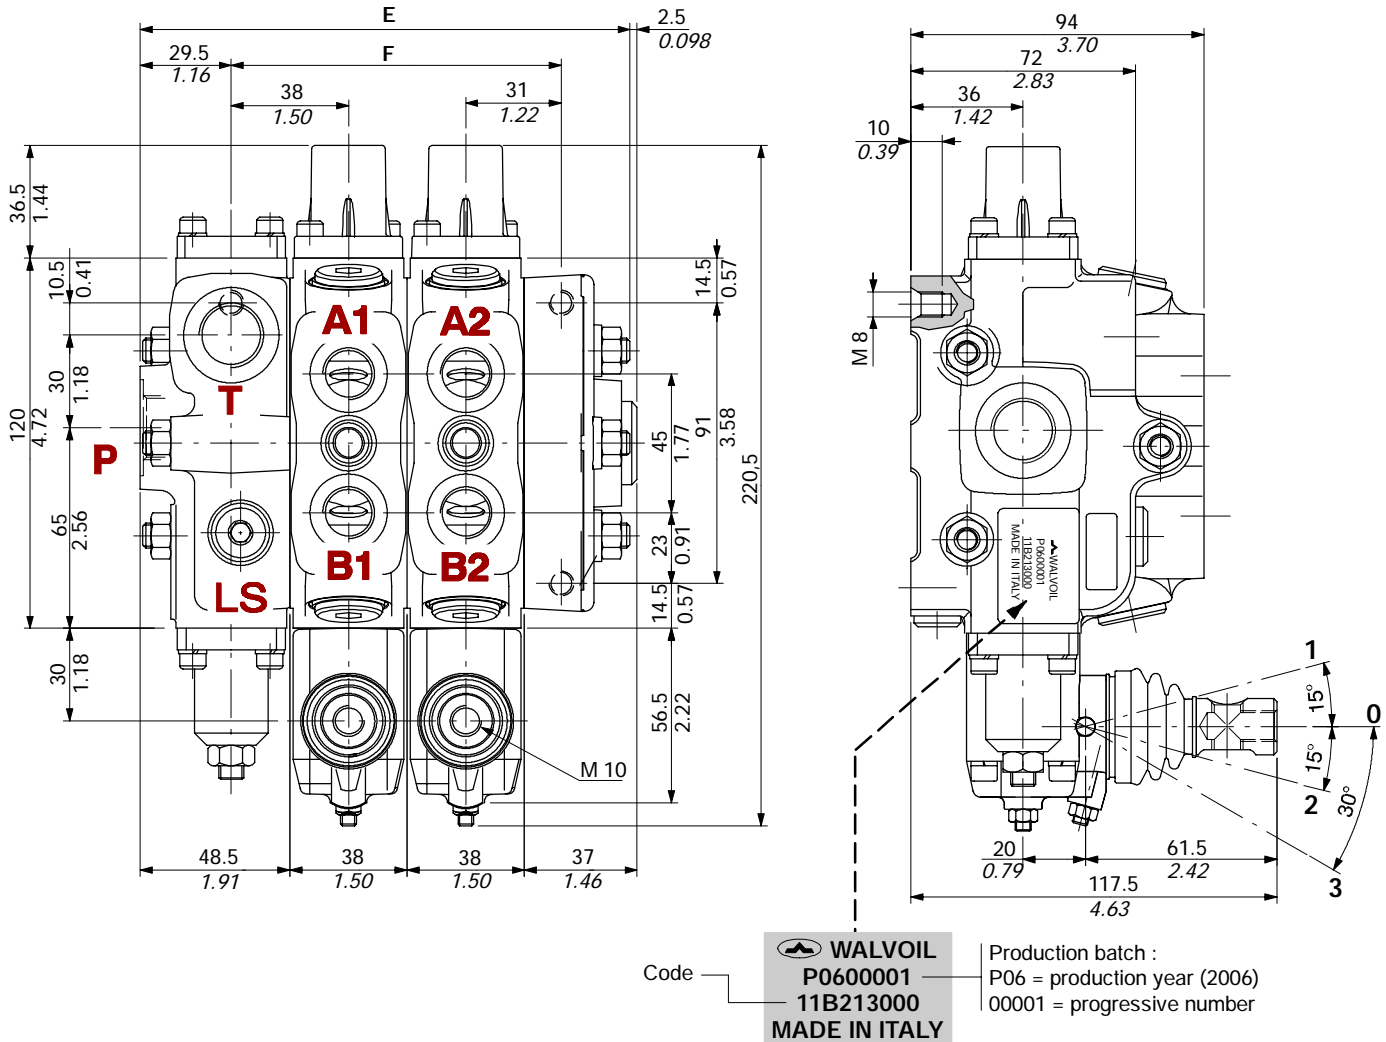 E
2.5
0.098
29.5
1.16
F
38
1.50
31
1.22
36.5
1.44
10.5
0.41
14.5
0.57
120
4.72
30
1.18
65
2.56
30
1.18
A1
A2
T
P
B1
B2
LS
45
1.77
91
3.58
220,5
23
0.91
14.5
0.57
56.5
2.22
M 10
48.5
1.91
38
1.50
38
1.50
37
1.46
94
3.70
72
2.83
36
1.42
10
0.39
M 8
WALVOIL
P0600001
11B213000
MADE IN ITALY
1
15°
0
15°
2
30°
3
20
0.79
61.5
2.42
117.5
4.63
Code
WALVOIL
P0600001
11B213000
MADE IN ITALY
Production batch :
P06 = production year (2006)
00001 = progressive number